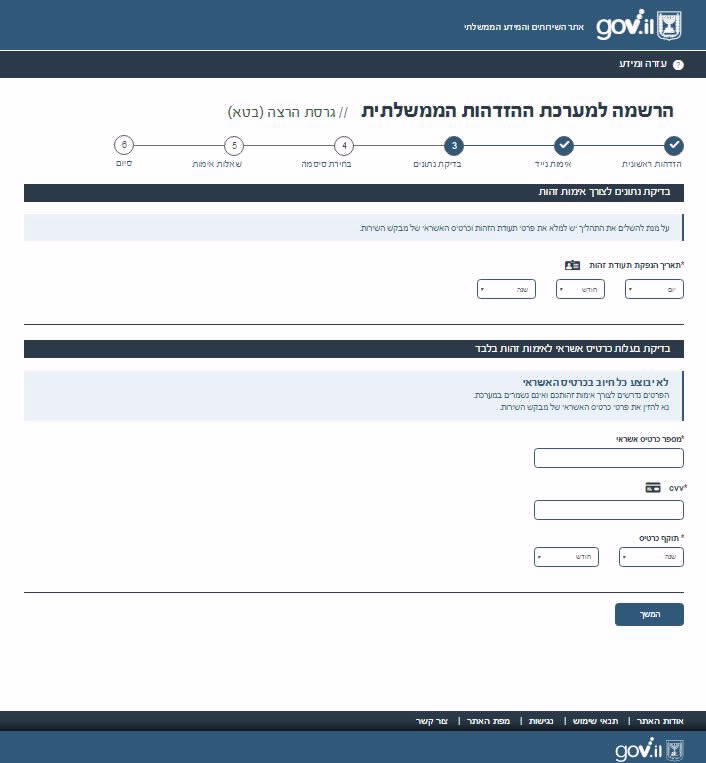 gov.il אתר השירותים והמידע הממשלתי
? עזרה ומידע
הרשמה למערכת ההזדהות הממשלתית // גרסת הרצה (בטא)
3 4 5 6
הזדהות ראשונית אימות נייד בדיקת נתונים בחירת סיסמה שאלות אימות סיום
בדיקת נתונים לצורך אימות זהות
על מנת להשלים את התהליך יש למלא את פרטי תעודת הזהות וכרטיס האשראי של מבקש השירות.
*תאריך הנפקת תעודת זהות
יום חודש שנה
בדיקת בעלות כרטיס אשראי לאימות זהות בלבד
לא יבוצע כל חיוב בכרטיס האשראי
הפרטים נדרשים לצורך אימות זהותכם ואינם נשמרים במערכת.
נא להזין את פרטי כרטיס האשראי של מבקש השירות.
*מספר כרטיס אשראי
*cvv
* תוקף כרטיס
שנה חודש
המשך
אודות האתר | תנאי שימוש | נגישות | מפת האתר | צור קשר
gov.il